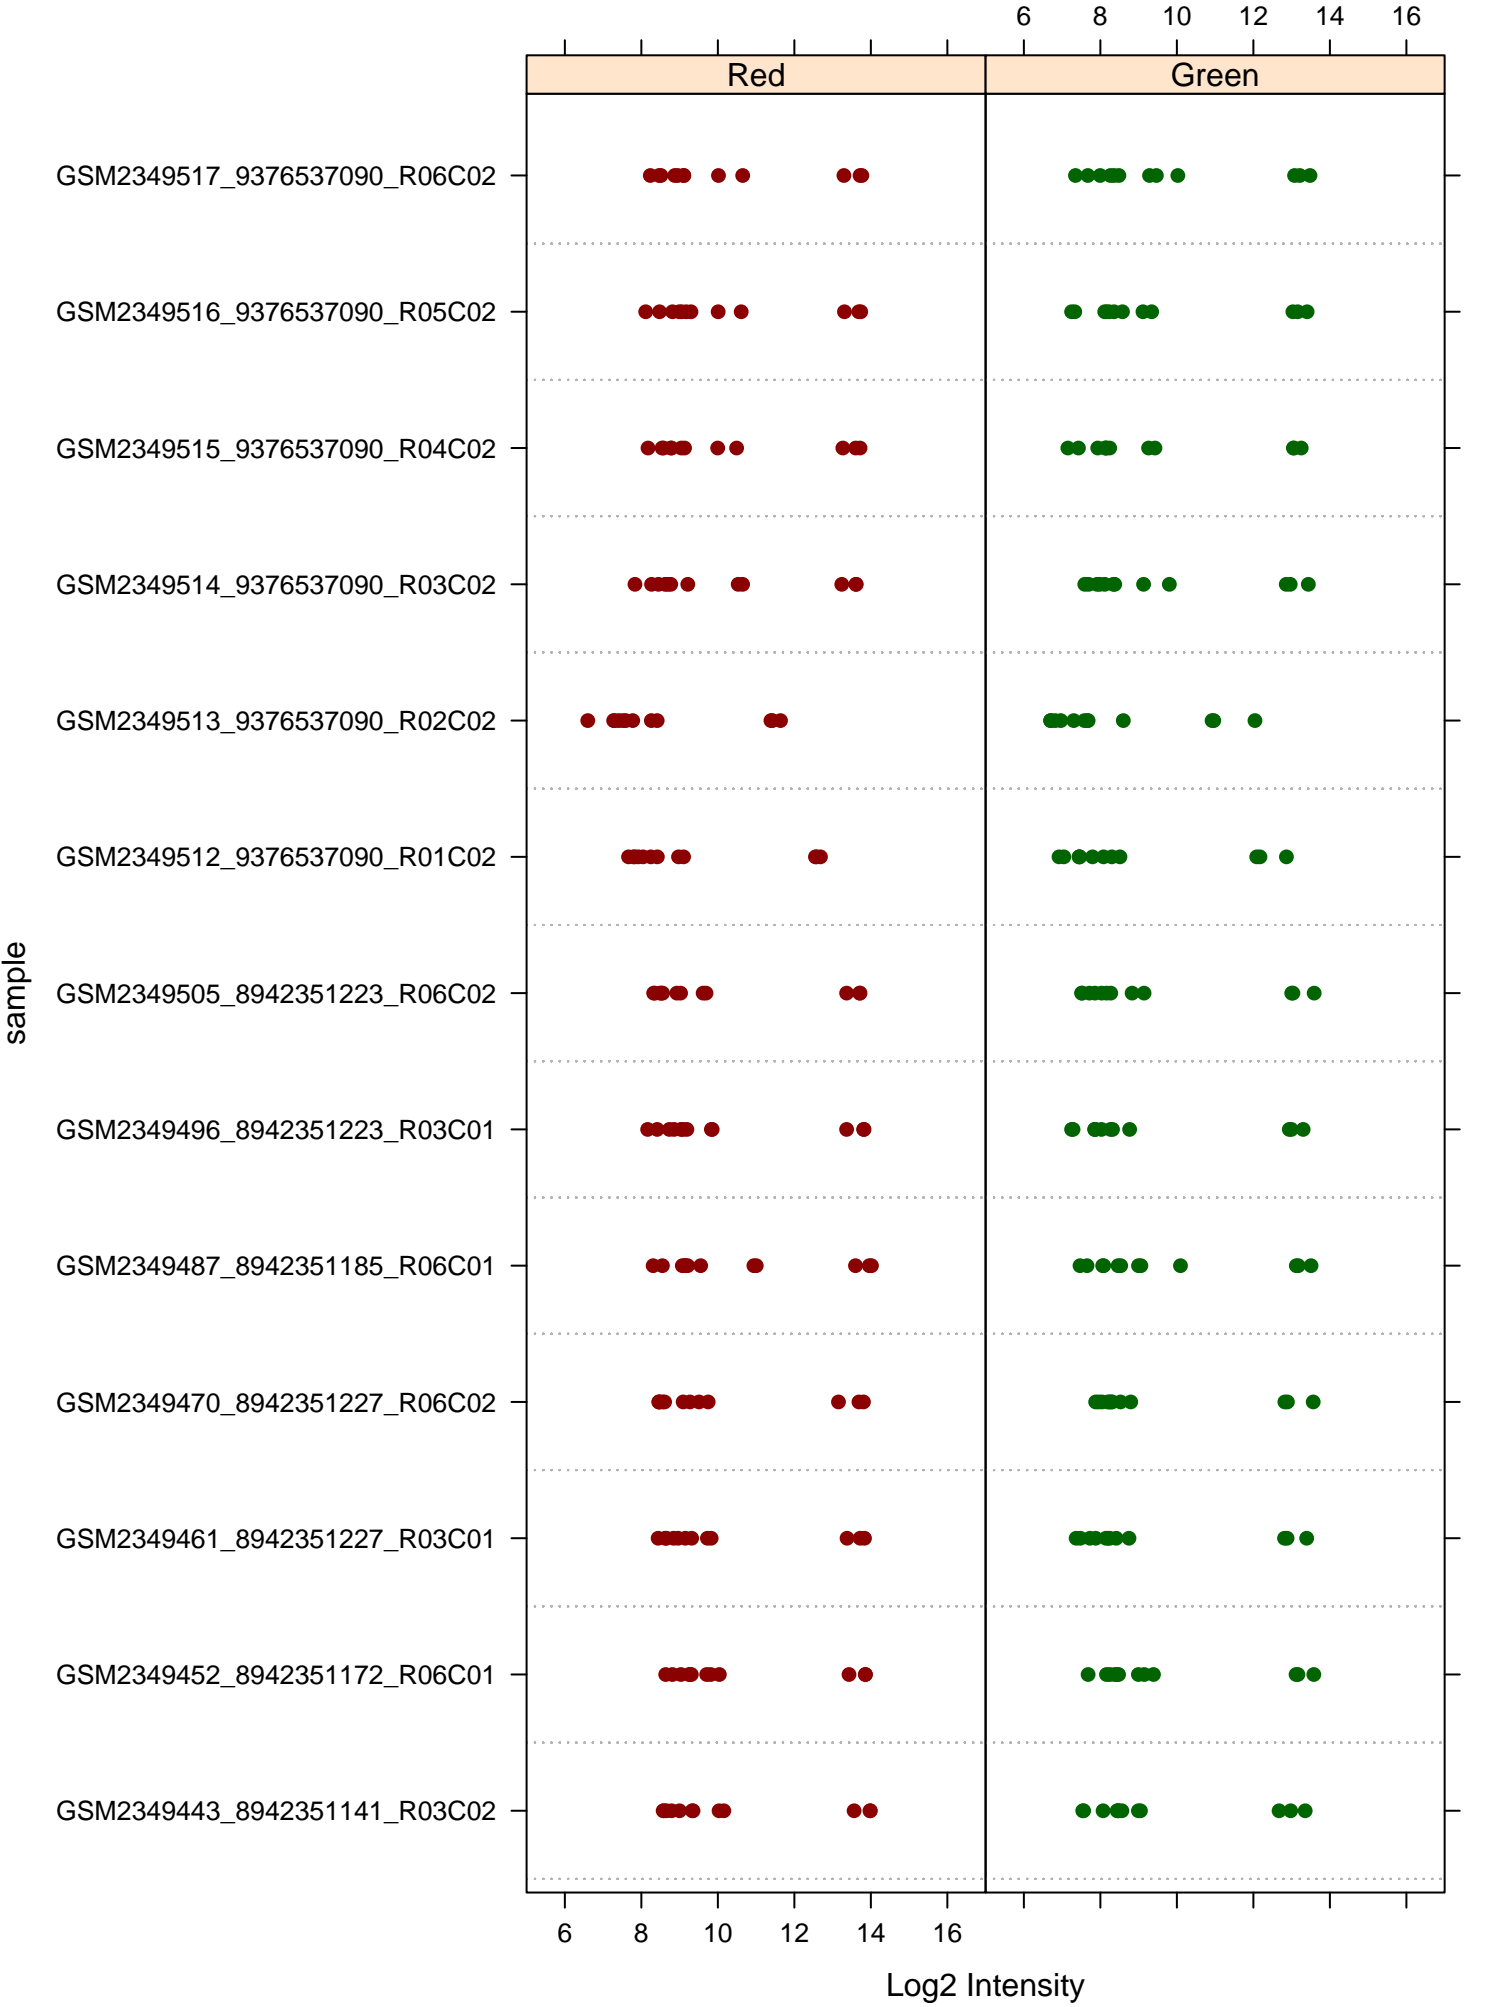 6 8 10 12 14 16
Red Green
GSM2349517_9376537090_R06C02
GSM2349516_9376537090_R05C02
GSM2349515_9376537090_R04C02
GSM2349514_9376537090_R03C02
GSM2349513_9376537090_R02C02
GSM2349512_9376537090_R01C02
sample
GSM2349505_8942351223_R06C02
GSM2349496_8942351223_R03C01
GSM2349487_8942351185_R06C01
GSM2349470_8942351227_R06C02
GSM2349461_8942351227_R03C01
GSM2349452_8942351172_R06C01
GSM2349443_8942351141_R03C02
6 8 10 12 14 16
Log2 Intensity